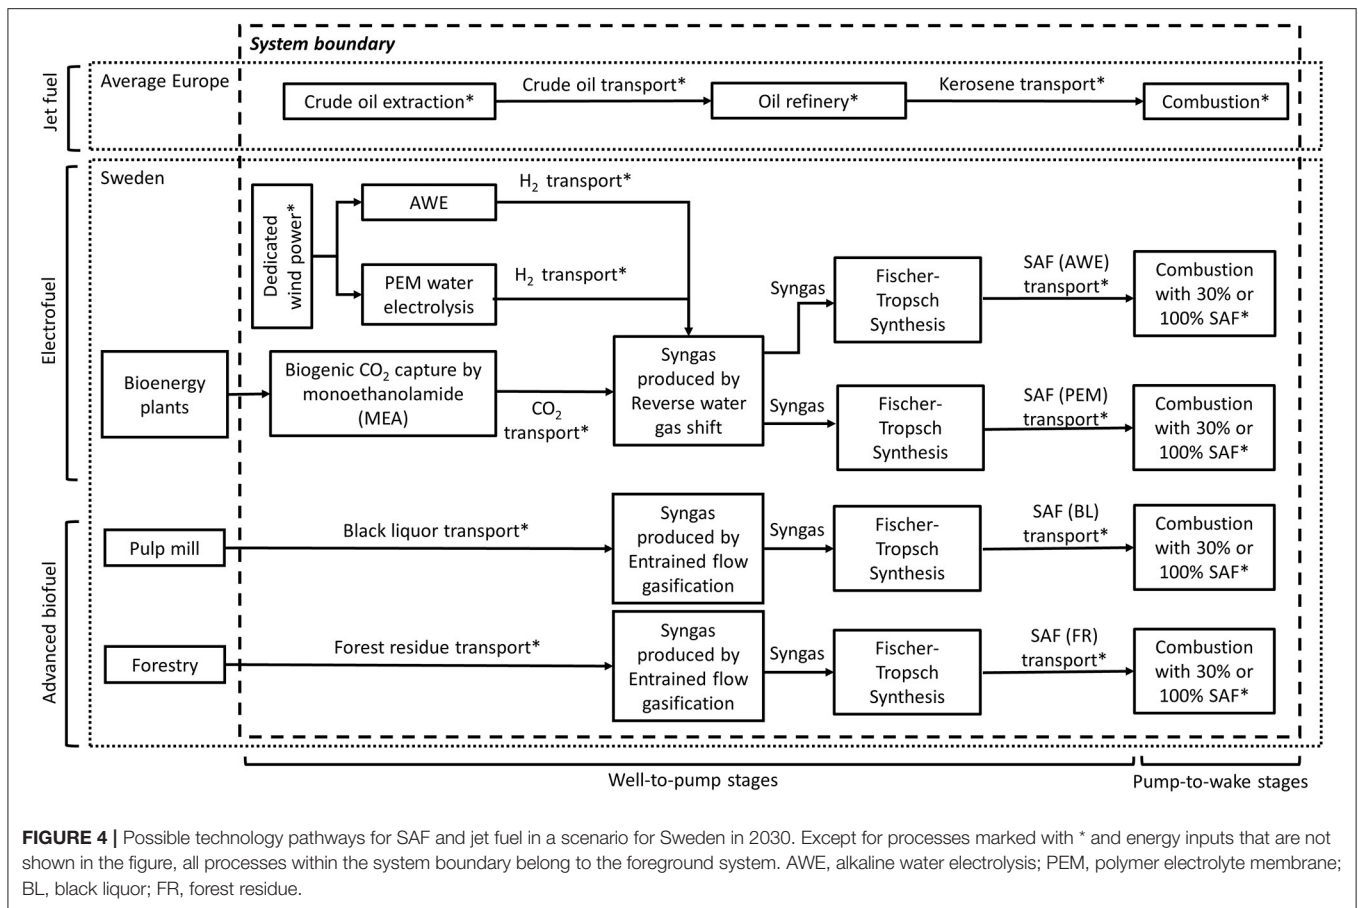 System boundary
Jet fuel
Average Europe
Crude oil extraction*
Crude oil transport*
Oil refinery*
Kerosene transport*
Combustion*
Electrofuel
Sweden
Dedicated
wind power*
AWE
H2 transport*
PEM water
electrolysis
H2 transport*
Bioenergy
plants
Biogenic CO2 capture by
monoethanolamide
(MEA)
CO2
transport*
Syngas
produced by
Reverse water
gas shift
Syngas
Fischer-
Tropsch
Synthesis
SAF (AWE)
transport*
Combustion
with 30% or
100% SAF*
Syngas
Fischer-
Tropsch
Synthesis
SAF (PEM)
transport*
Combustion
with 30% or
100% SAF*
Advanced biofuel
Pulp mill
Black liquor transport*
Syngas
produced by
Entrained flow
gasification
Syngas
Fischer-
Tropsch
Synthesis
SAF (BL)
transport*
Combustion
with 30% or
100% SAF*
Forestry
Forest residue transport*
Syngas
produced by
Entrained flow
gasification
Syngas
Fischer-
Tropsch
Synthesis
SAF (FR)
transport*
Combustion
with 30% or
100% SAF*
Well-to-pump stages
Pump-to-wake stages
FIGURE 4 | Possible technology pathways for SAF and jet fuel in a scenario for Sweden in 2030. Except for processes marked with * and energy inputs that are not
shown in the figure, all processes within the system boundary belong to the foreground system. AWE, alkaline water electrolysis; PEM, polymer electrolyte membrane;
BL, black liquor; FR, forest residue.